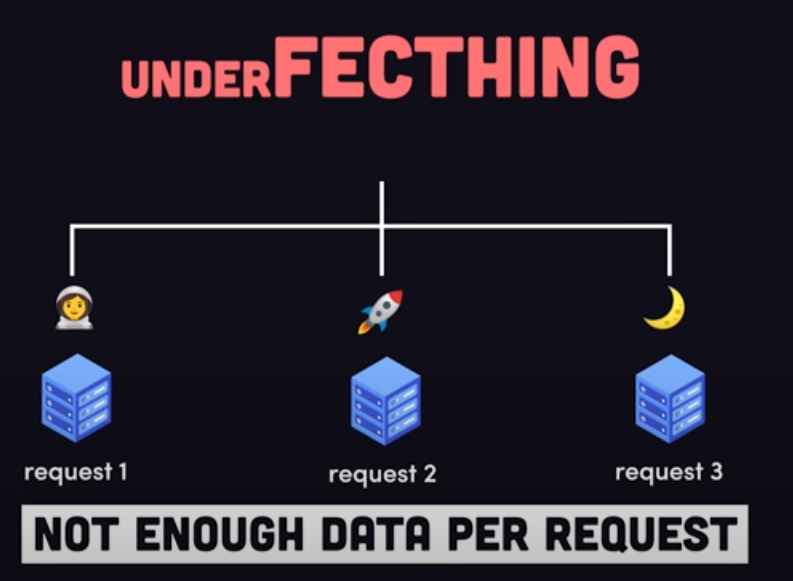 UNDERFECTHING
request 1
request 2
request 3
NOT ENOUGH DATA PER REQUEST